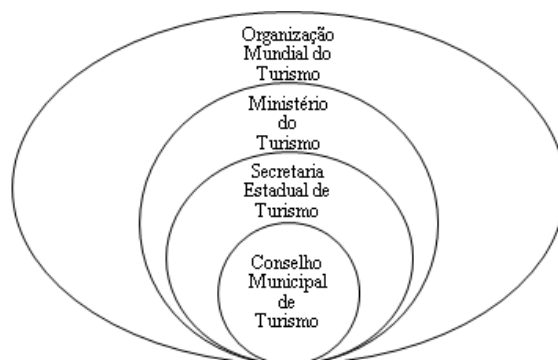 Organização
Mundial do
Turismo
Ministério
do
Turismo
Secretaria
Estadual de
Turismo
Conselho
Municipal
de
Turismo